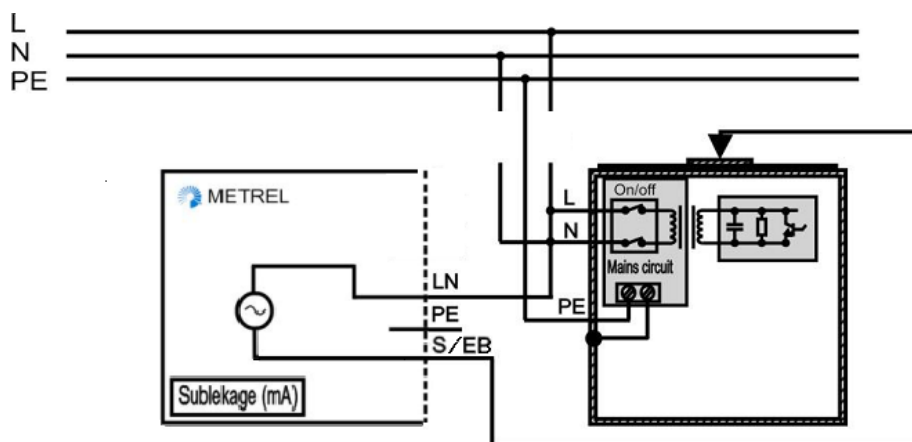 L
N
PE
METREL
LN
PE
S/EB
Sublekage (mA)
L
N
PE
On/off
Mains circuit